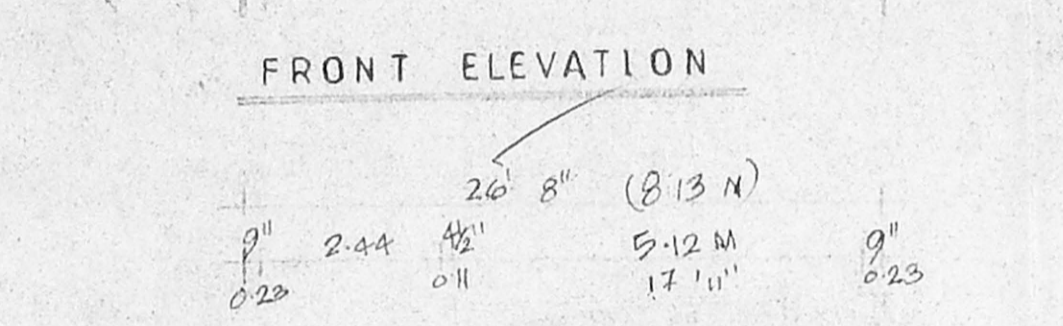 FRONT ELEVATION
26' 8" (8.13 M)
9" 2.44 4½" 5.12 M 9"
0.23 0.11 17'11" 0.23